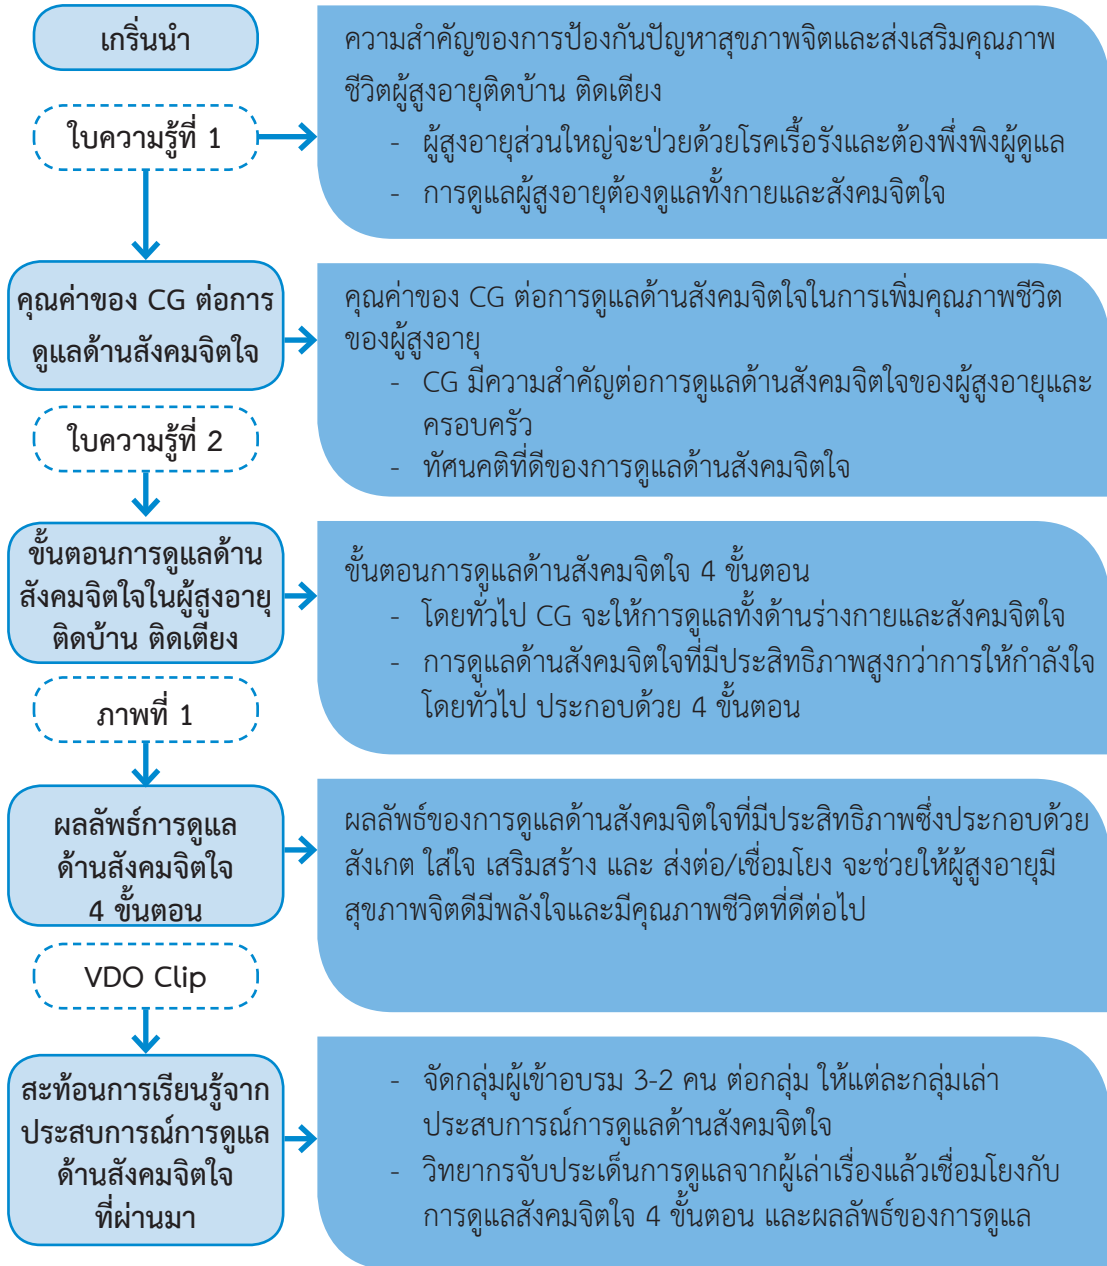 เกริ่นนำ
ใบความรู้ที่ 1
ความสำคัญของการป้องกันปัญหาสุขภาพจิตและส่งเสริมคุณภาพ
ชีวิตผู้สูงอายุติดบ้าน ติดเตียง
- ผู้สูงอายุส่วนใหญ่จะป่วยด้วยโรคเรื้อรังและต้องพึ่งพิงผู้ดูแล
- การดูแลผู้สูงอายุต้องดูแลทั้งกายและสังคมจิตใจ
คุณค่าของ CG ต่อการ
ดูแลด้านสังคมจิตใจ
ใบความรู้ที่ 2
คุณค่าของ CG ต่อการดูแลด้านสังคมจิตใจในการเพิ่มคุณภาพชีวิต
ของผู้สูงอายุ
- CG มีความสำคัญต่อการดูแลด้านสังคมจิตใจของผู้สูงอายุและ
ครอบครัว
- ทัศนคติที่ดีของการดูแลด้านสังคมจิตใจ
ขั้นตอนการดูแลด้าน
สังคมจิตใจในผู้สูงอายุ
ติดบ้าน ติดเตียง
ภาพที่ 1
ขั้นตอนการดูแลด้านสังคมจิตใจ 4 ขั้นตอน
- โดยทั่วไป CG จะให้การดูแลทั้งด้านร่างกายและสังคมจิตใจ
- การดูแลด้านสังคมจิตใจที่มีประสิทธิภาพสูงกว่าการให้กำลังใจ
โดยทั่วไป ประกอบด้วย 4 ขั้นตอน
ผลลัพธ์การดูแล
ด้านสังคมจิตใจ
4 ขั้นตอน
VDO Clip
ผลลัพธ์ของการดูแลด้านสังคมจิตใจที่มีประสิทธิภาพซึ่งประกอบด้วย
สังเกต ใส่ใจ เสริมสร้าง และ ส่งต่อ/เชื่อมโยง จะช่วยให้ผู้สูงอายุมี
สุขภาพจิตดีมีพลังใจและมีคุณภาพชีวิตที่ดีต่อไป
สะท้อนการเรียนรู้จาก
ประสบการณ์การดูแล
ด้านสังคมจิตใจ
ที่ผ่านมา
- จัดกลุ่มผู้เข้าอบรม 3-2 คน ต่อกลุ่ม ให้แต่ละกลุ่มเล่า
ประสบการณ์การดูแลด้านสังคมจิตใจ
- วิทยากรจับประเด็นการดูแลจากผู้เล่าเรื่องแล้วเชื่อมโยงกับ
การดูแลสังคมจิตใจ 4 ขั้นตอน และผลลัพธ์ของการดูแล